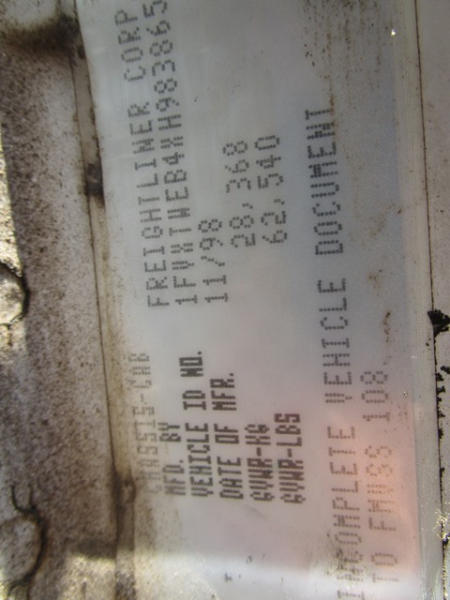 CHASSIS-CAB
MFD. BY FREIGHTLINER CORP
VEHICLE ID NO. 1FVXTWEB4XH983865
DATE OF MFR. 11/98
GVWR-KG 28,368
GVWR-LBS 62,540
INCOMPLETE VEHICLE DOCUMENT
TO FMVSS 108.